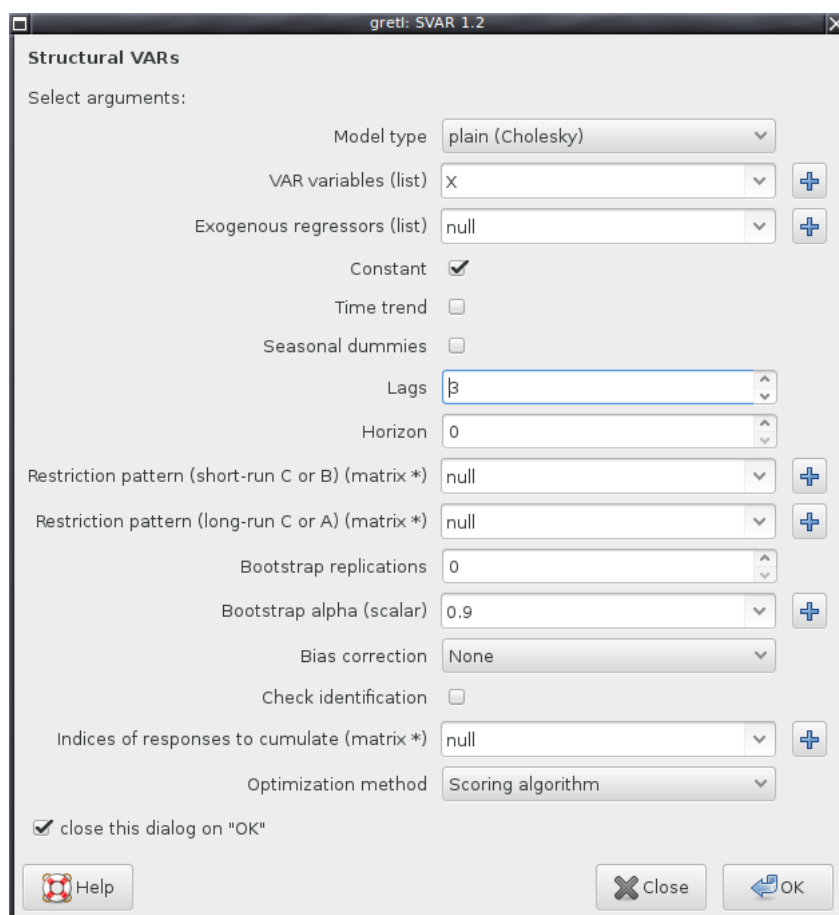 gretl: SVAR 1.2
Structural VARs
Select arguments:
Model type plain (Cholesky)
VAR variables (list) X
Exogenous regressors (list) null
Constant
Time trend
Seasonal dummies
Lags 3
Horizon 0
Restriction pattern (short-run C or B) (matrix *) null
Restriction pattern (long-run C or A) (matrix *) null
Bootstrap replications 0
Bootstrap alpha (scalar) 0.9
Bias correction None
Check identification
Indices of responses to cumulate (matrix *) null
Optimization method Scoring algorithm
close this dialog on "OK"
Help Close OK